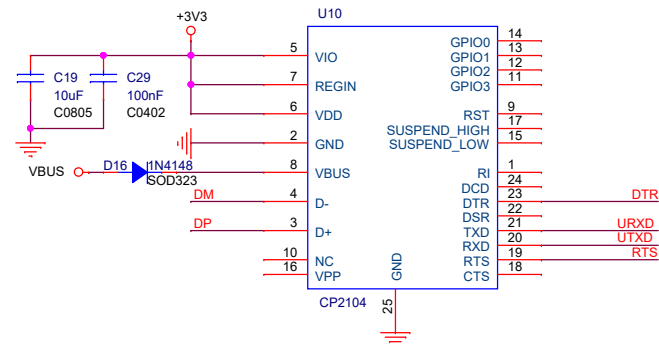 +3V3
U10
C19
10uF
C0805
C29
100nF
C0402
VBUS
D16
1N4148
SOD323
DM
DP
5
VIO
7
REGIN
6
VDD
2
GND
8
VBUS
4
D-
3
D+
10
NC
16
VPP
GND
25
CP2104
GPIO0
14
GPIO1
13
GPIO2
12
GPIO3
11
RST
9
SUSPEND_HIGH
17
SUSPEND_LOW
15
RI
1
DCD
24
DTR
23
DTR
DSR
22
TXD
21
URXD
RXD
20
UTXD
RTS
19
RTS
CTS
18